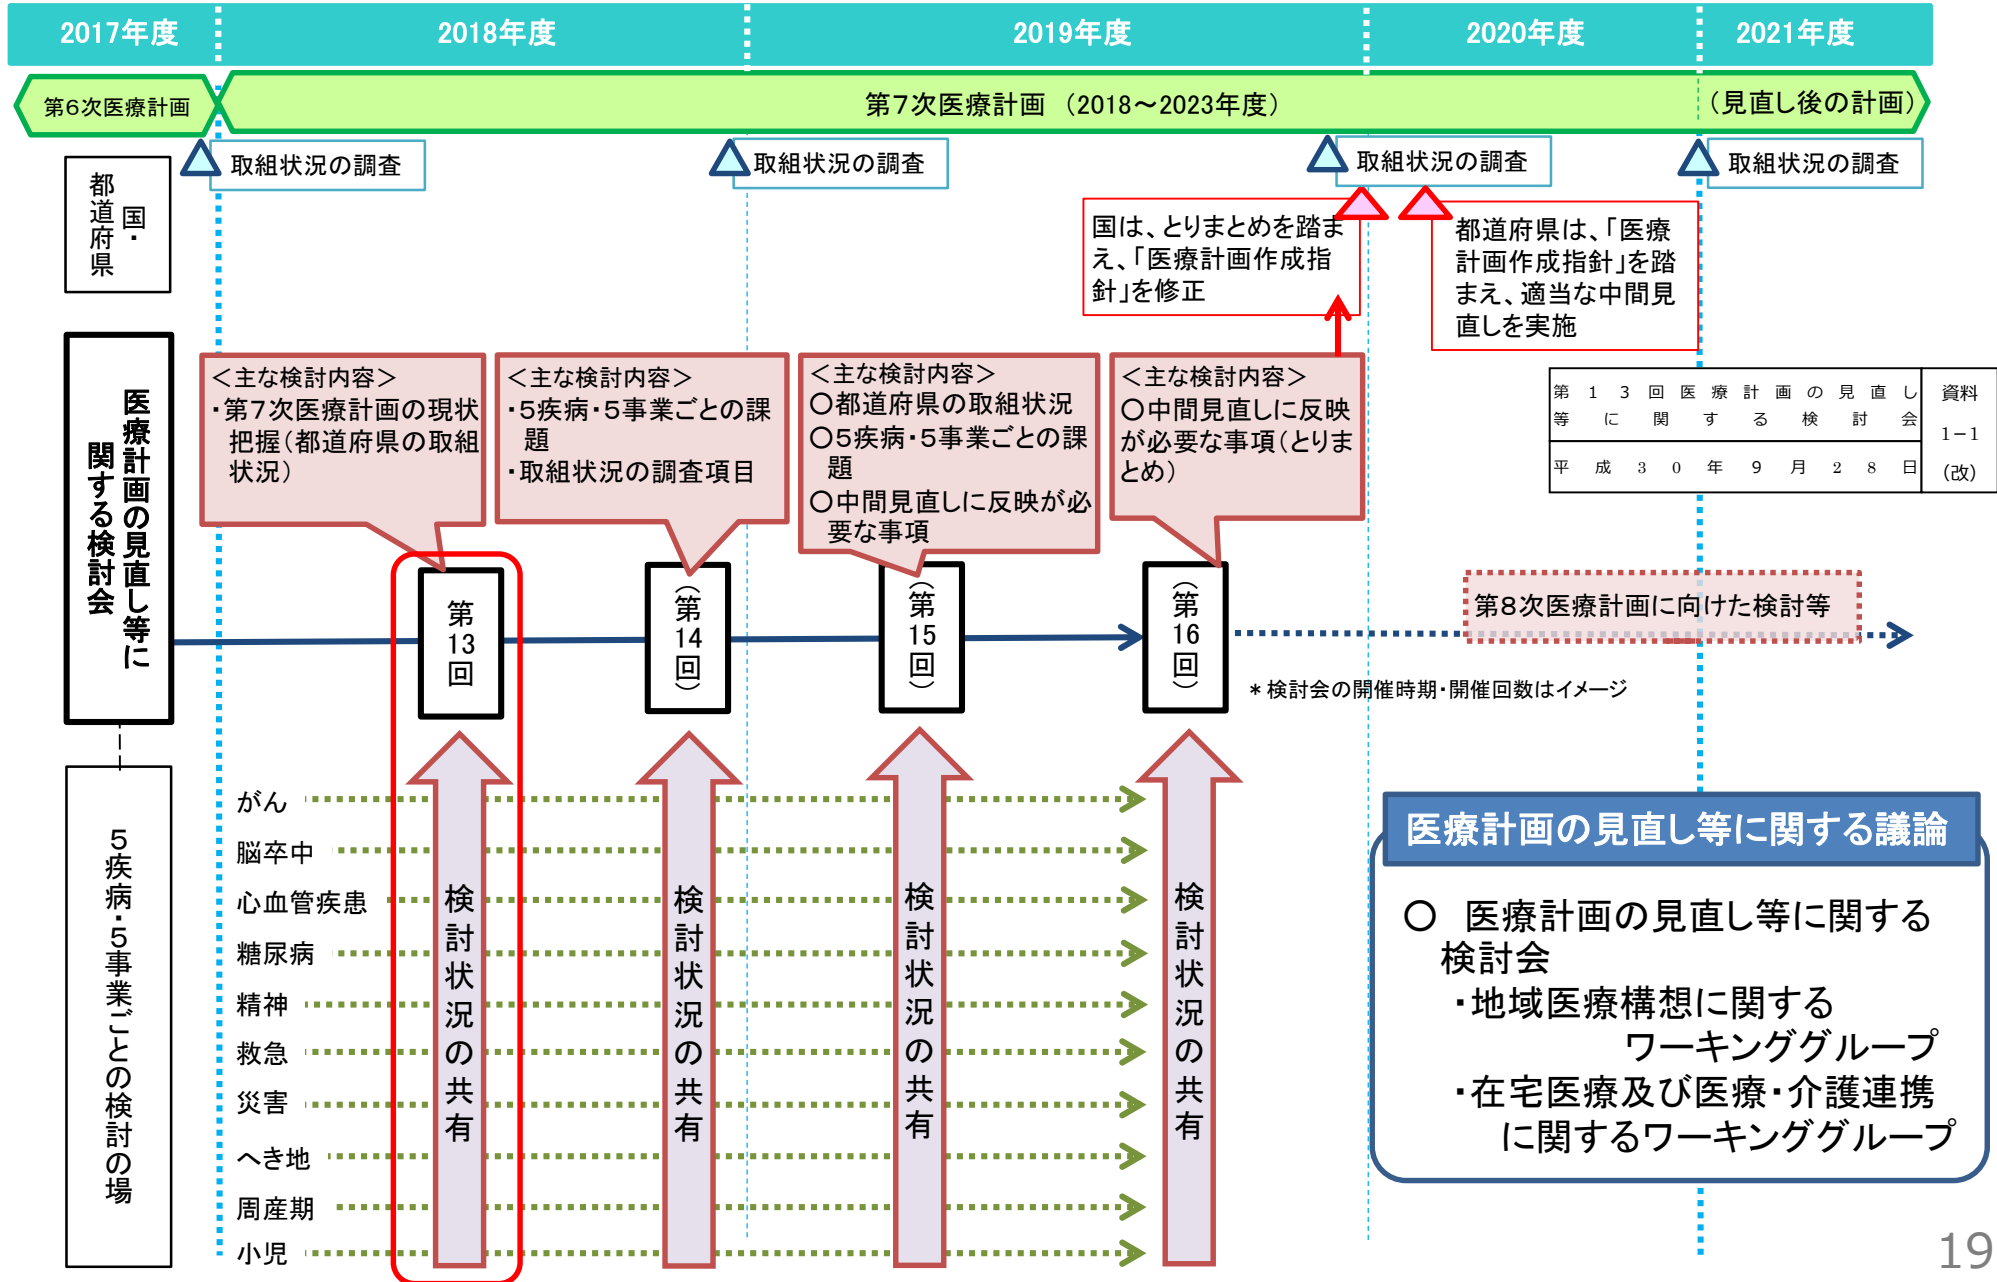 2017年度
2018年度
2019年度
2020年度
2021年度
第6次医療計画
第7次医療計画 （2018～2023年度）
（見直し後の計画）
取組状況の調査
取組状況の調査
取組状況の調査
取組状況の調査
国・
都道府県
国は、とりまとめを踏ま
え、「医療計画作成指
針」を修正
都道府県は、「医療
計画作成指針」を踏
まえ、適当な中間見
直しを実施
医療計画の見直し等に
関する検討会
＜主な検討内容＞
・第7次医療計画の現状
把握（都道府県の取組
状況）
＜主な検討内容＞
・5疾病・5事業ごとの課
題
・取組状況の調査項目
＜主な検討内容＞
○都道府県の取組状況
○5疾病・5事業ごとの課
題
○中間見直しに反映が必
要な事項
＜主な検討内容＞
○中間見直しに反映
が必要な事項（とりま
とめ）
第13回医療計画の見直し
等に関する検討会
平成30年9月28日
資料
1-1
（改）
第13回
（第14回）
（第15回）
（第16回）
第8次医療計画に向けた検討等
＊検討会の開催時期・開催回数はイメージ
5疾病・5事業ごとの検討の場
がん
脳卒中
心血管疾患
糖尿病
精神
救急
災害
へき地
周産期
小児
検討状況の共有
検討状況の共有
検討状況の共有
検討状況の共有
医療計画の見直し等に関する議論
○ 医療計画の見直し等に関する
検討会
・地域医療構想に関する
ワーキンググループ
・在宅医療及び医療・介護連携
に関するワーキンググループ
19